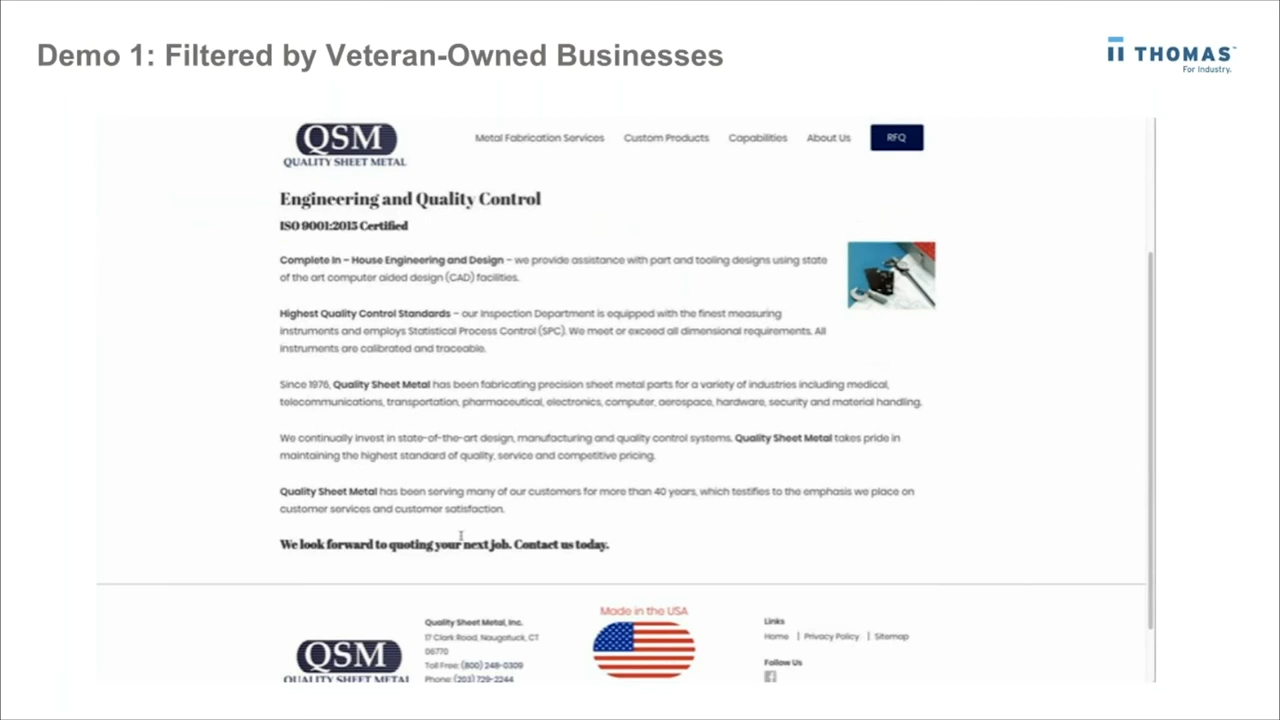 Demo 1: Filtered by Veteran-Owned Businesses
THOMAS™
For Industry.
QSM
QUALITY SHEET METAL
Metal Fabrication Services Custom Products Capabilities About Us RFQ
Engineering and Quality Control
ISO 9001:2015 Certified
Complete In – House Engineering and Design – we provide assistance with part and tooling designs using state
of the art computer aided design (CAD) facilities.
Highest Quality Control Standards – our Inspection Department is equipped with the finest measuring
instruments and employs Statistical Process Control (SPC). We meet or exceed all dimensional requirements. All
instruments are calibrated and traceable.
Since 1976, Quality Sheet Metal has been fabricating precision sheet metal parts for a variety of industries including medical,
telecommunications, transportation, pharmaceutical, electronics, computer, aerospace, hardware, security and material handling.
We continually invest in state-of-the-art design, manufacturing and quality control systems. Quality Sheet Metal takes pride in
maintaining the highest standard of quality, service and competitive pricing.
Quality Sheet Metal has been serving many of our customers for more than 40 years, which testifies to the emphasis we place on
customer services and customer satisfaction.
We look forward to quoting your next job. Contact us today.
QSM
QUALITY SHEET METAL
Quality Sheet Metal, Inc.
17 Clark Road, Naugatuck, CT
06770
Toll Free: (800) 248-0309
Phone: (203) 729-2244
Made in the USA
Links
Home | Privacy Policy | Sitemap
Follow Us